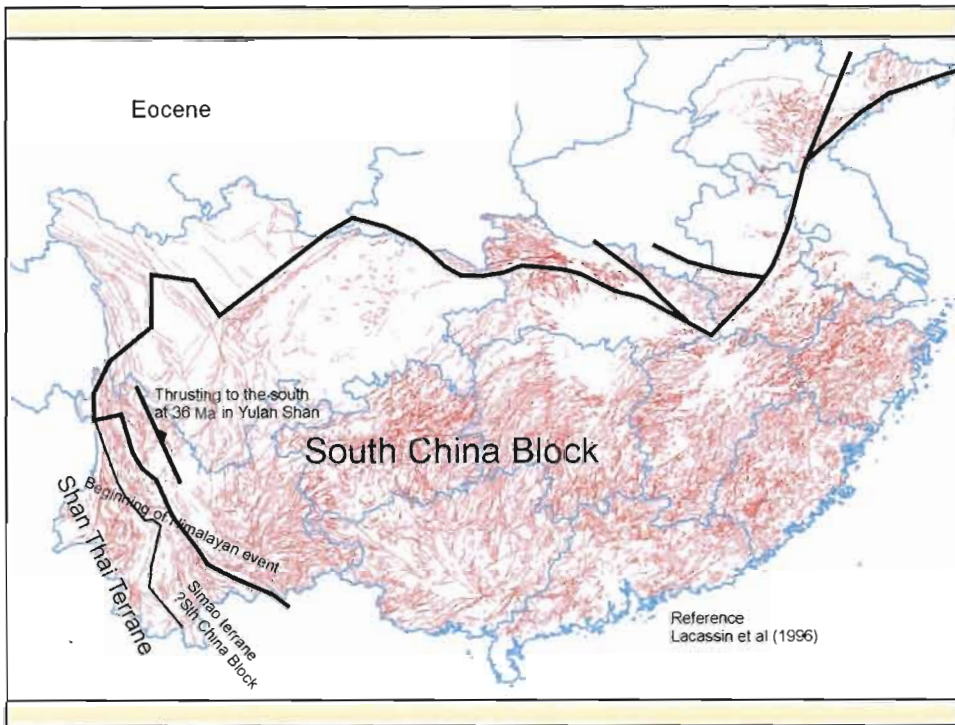 Eocene
Thrusting to the south
at 36 Ma in Yulan Shan
South China Block
Beginning of Himalayan event
Shan Thai Terrane
Simao terrane
?Sth China Block
Reference
Lacassin et al (1996)